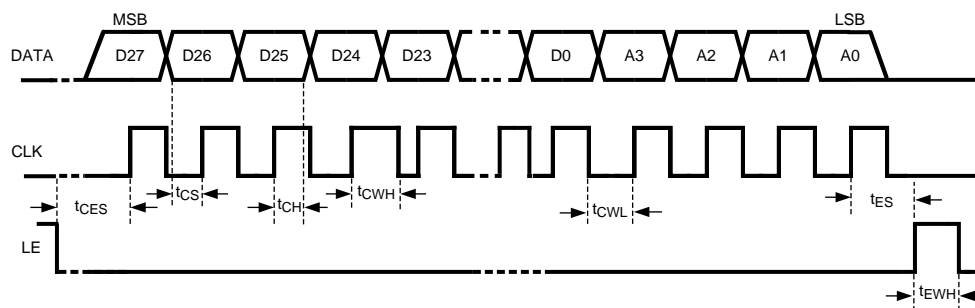 MSB LSB
DATA D27 D26 D25 D24 D23 D0 A3 A2 A1 A0
CLK
tCES tCS tCH tCWH tCWL tES
LE
tEWH